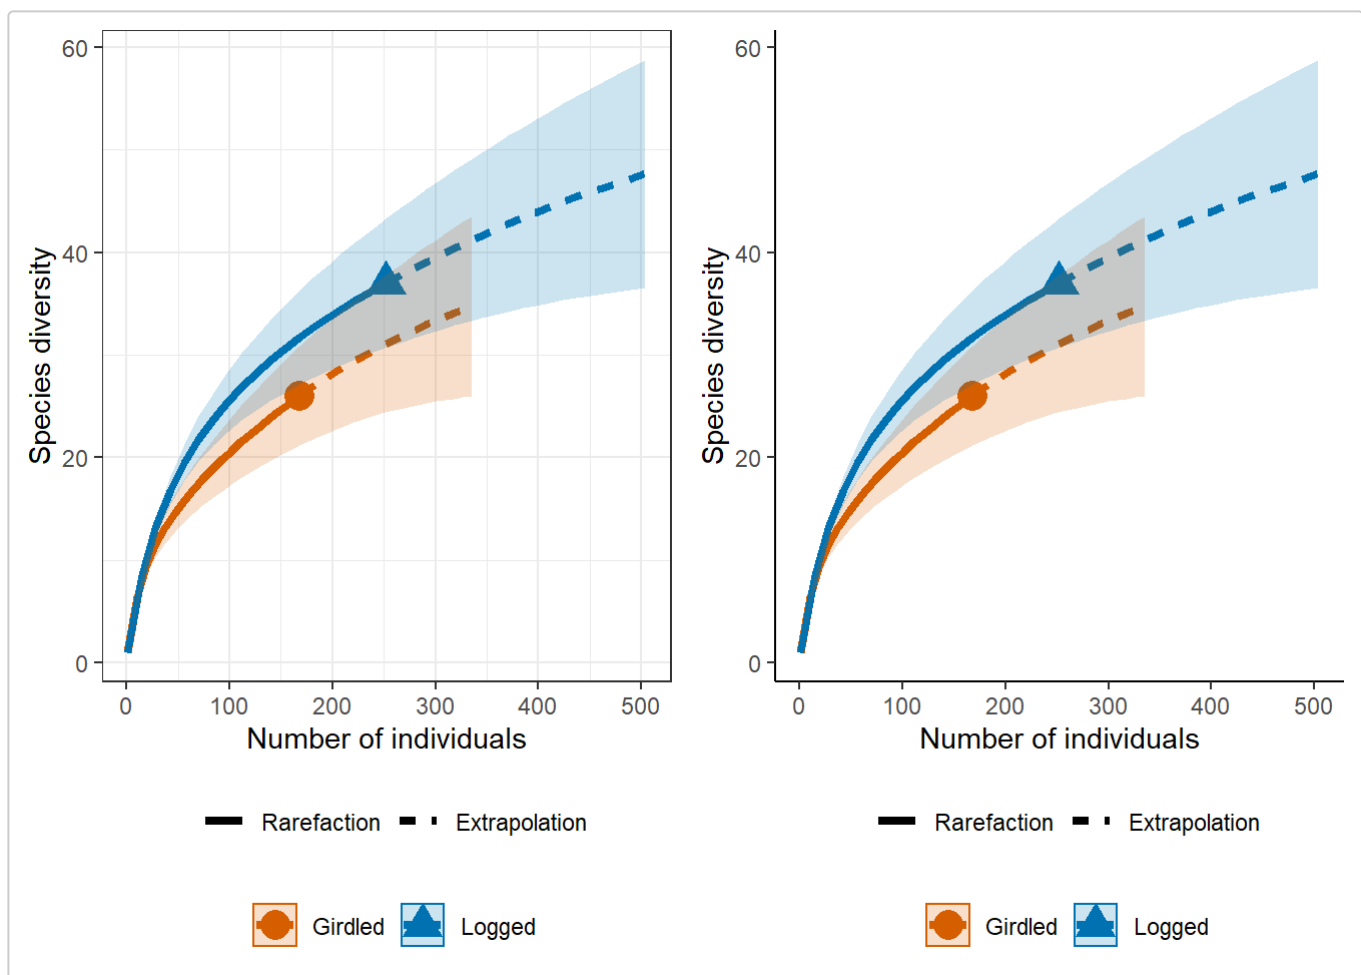 60
40
20
0
Species diversity
0 100 200 300 400 500
Number of individuals
Rarefaction Extrapolation
Girdled Logged
60
40
20
0
Species diversity
0 100 200 300 400 500
Number of individuals
Rarefaction Extrapolation
Girdled Logged